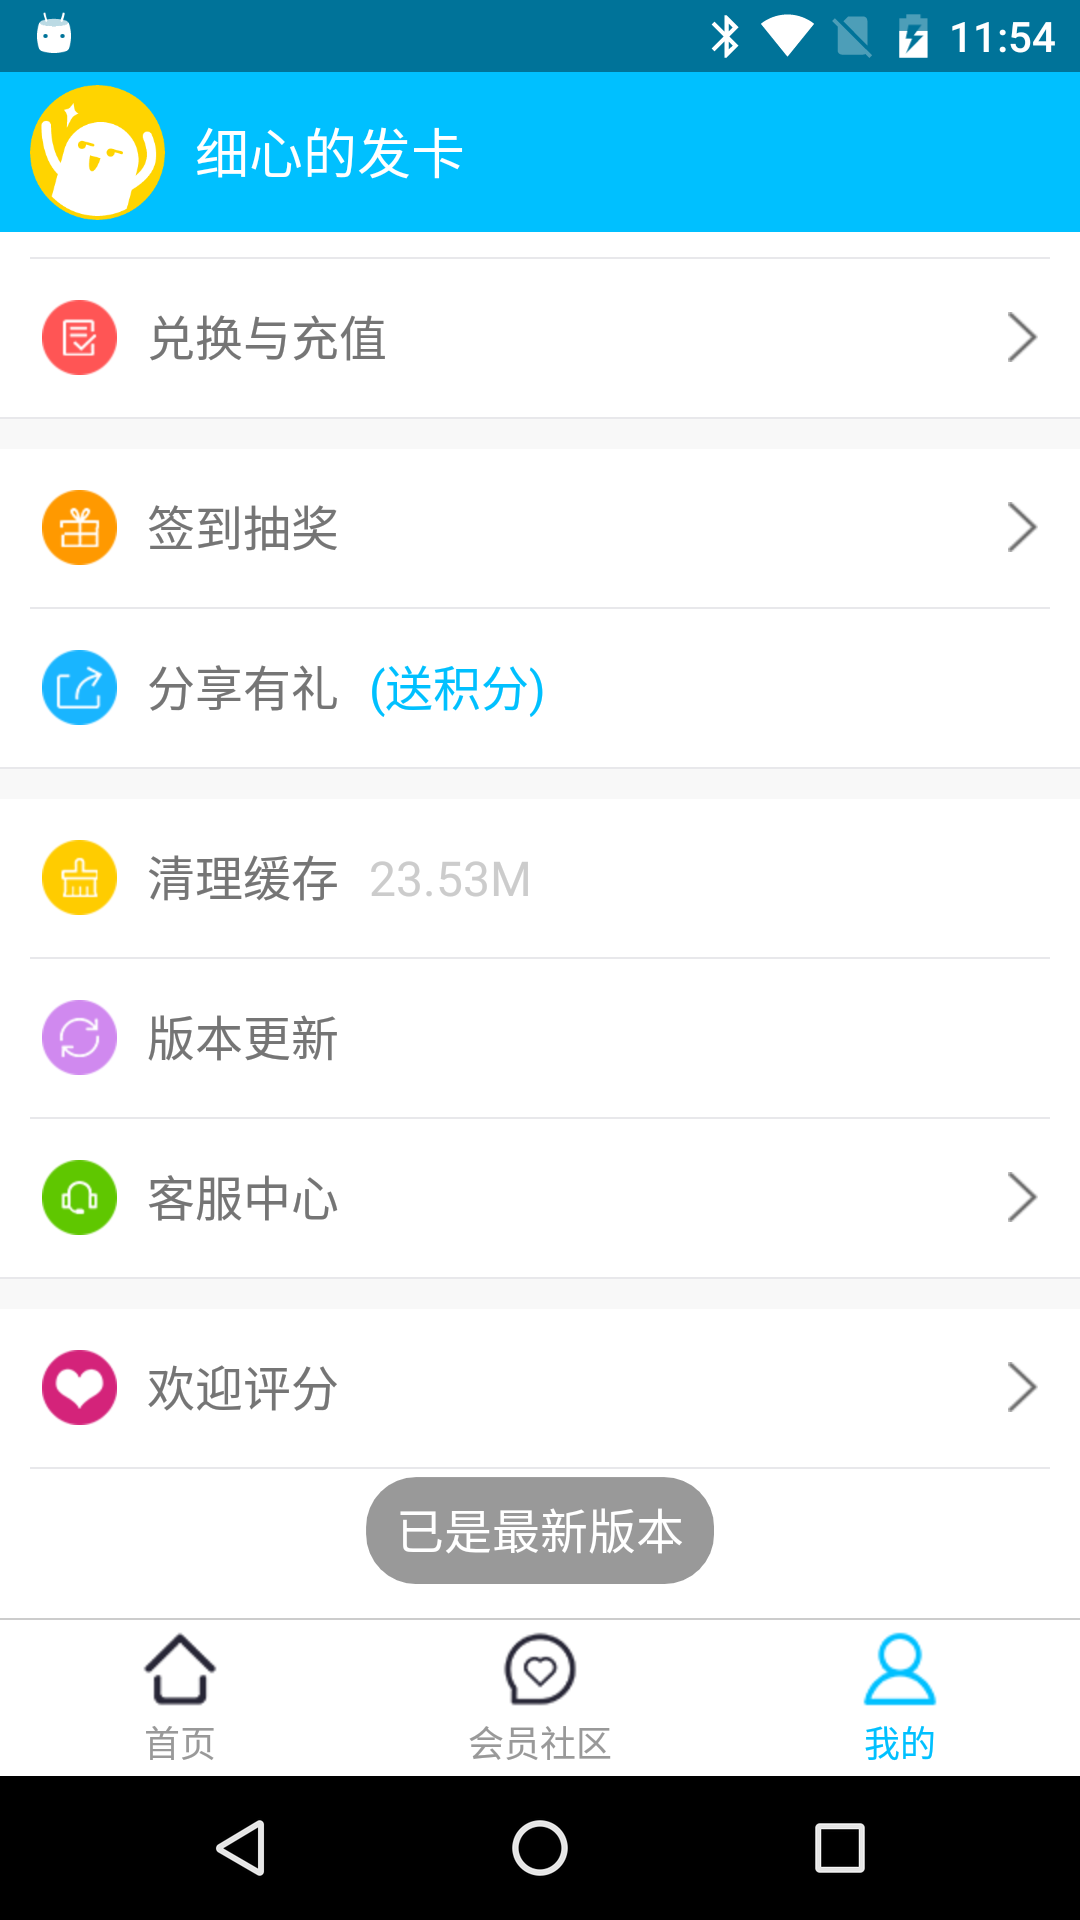 11:54
细心的发卡
兑换与充值
签到抽奖
分享有礼 (送积分)
清理缓存 23.53M
版本更新
客服中心
欢迎评分
已是最新版本
首页 会员社区 我的